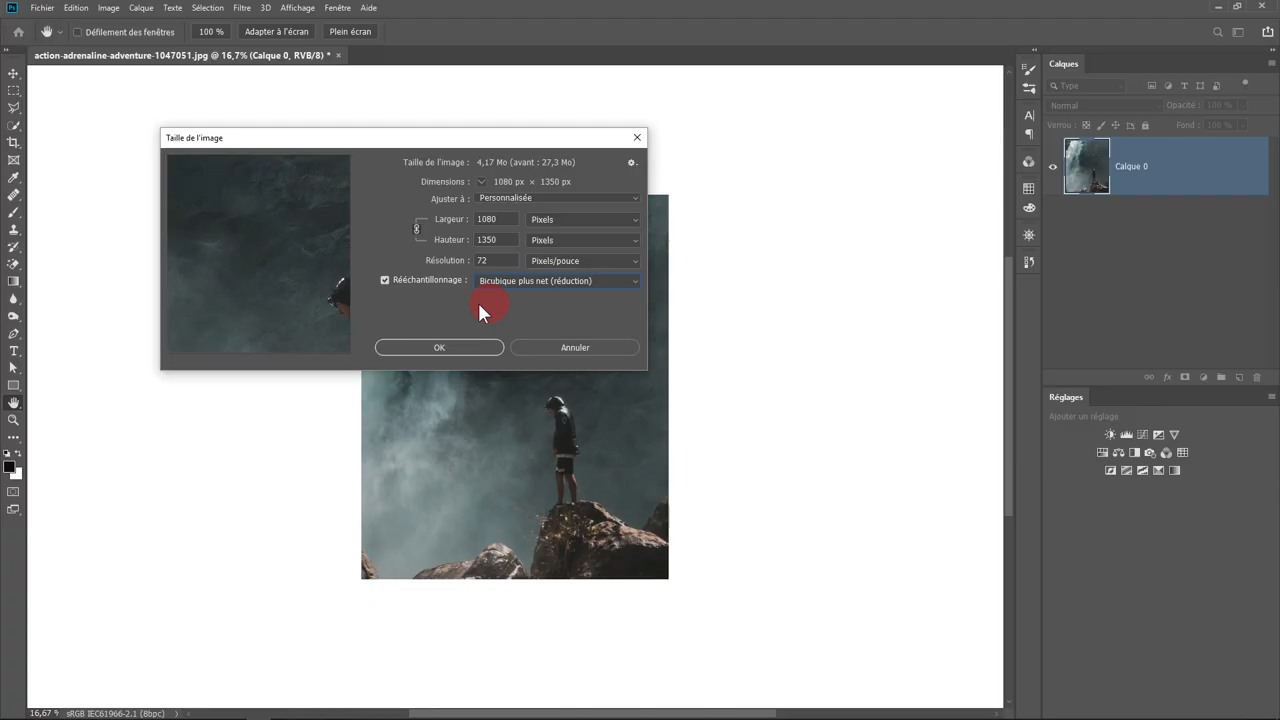 Ps Fichier Edition Image Calque Texte Sélection Filtre 3D Affichage Fenêtre Aide
Défilement des fenêtres 100 % Adapter à l'écran Plein écran
action-adrenaline-adventure-1047051.jpg @ 16,7% (Calque 0, RVB/8) *
Taille de l'image
Taille de l'image : 4,17 Mo (avant : 27,3 Mo)
Dimensions : 1080 px × 1350 px
Ajuster à : Personnalisée
Largeur : 1080 Pixels
Hauteur : 1350 Pixels
Résolution : 72 Pixels/pouce
Rééchantillonnage : Bicubique plus net (réduction)
OK Annuler
Calques
Type
Normal Opacité : 100 %
Verrou : Fond : 100 %
Calque 0
Réglages
Ajouter un réglage
16,67 % sRGB IEC61966-2.1 (8bpc)